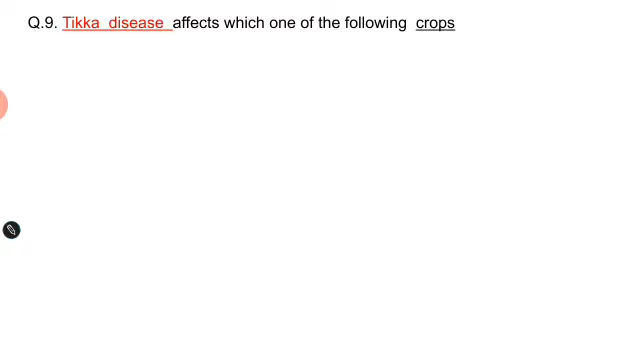 Q.9. Tikka disease affects which one of the following crops